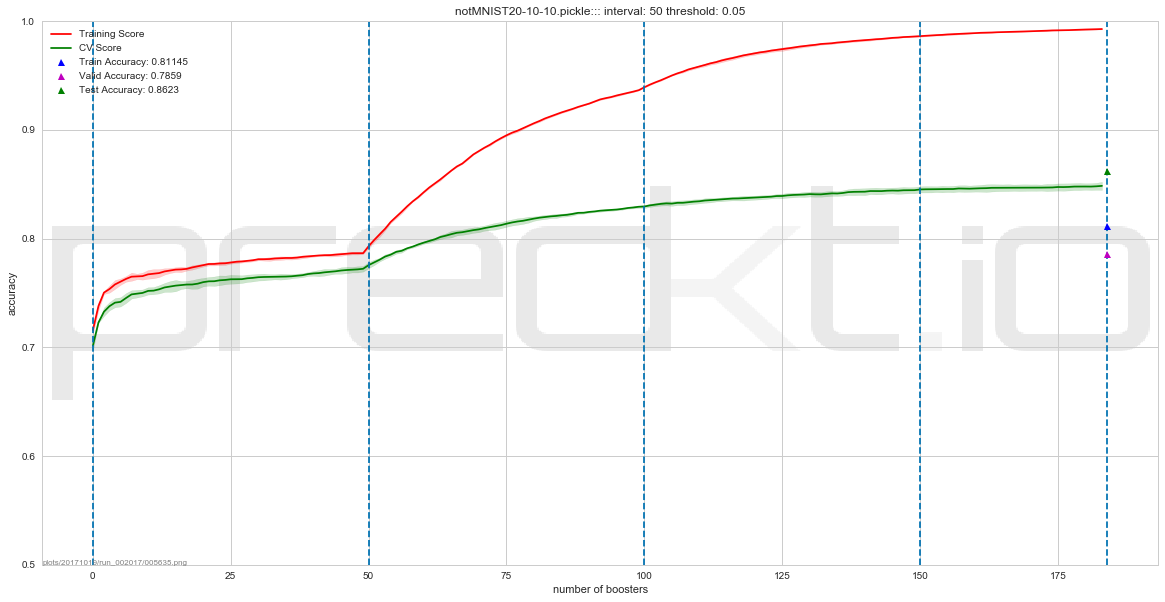 notMNIST20-10-10.pickle::: interval: 50 threshold: 0.05
1.0
0.9
0.8
0.7
0.6
0.5
accuracy
Training Score
CV Score
Train Accuracy: 0.81145
Valid Accuracy: 0.7859
Test Accuracy: 0.8623
preckt.io
0 25 50 75 100 125 150 175
number of boosters